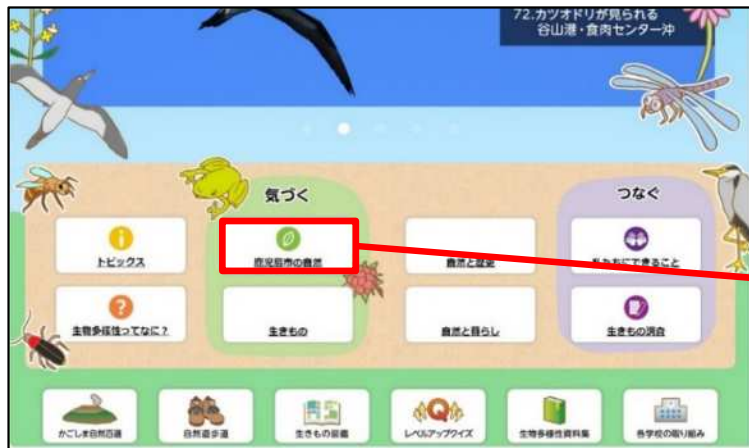 72.カツオドリが見られる
谷山港・食肉センター沖
気づく
つなぐ
トピックス
鹿児島市の自然
自然と歴史
私たちにできること
生物多様性ってなに？
生きもの
自然と暮らし
生きもの調査
かごしま自然百選
自然遊歩道
生きもの図鑑
レベルアップクイズ
生物多様性資料集
各学校の取り組み